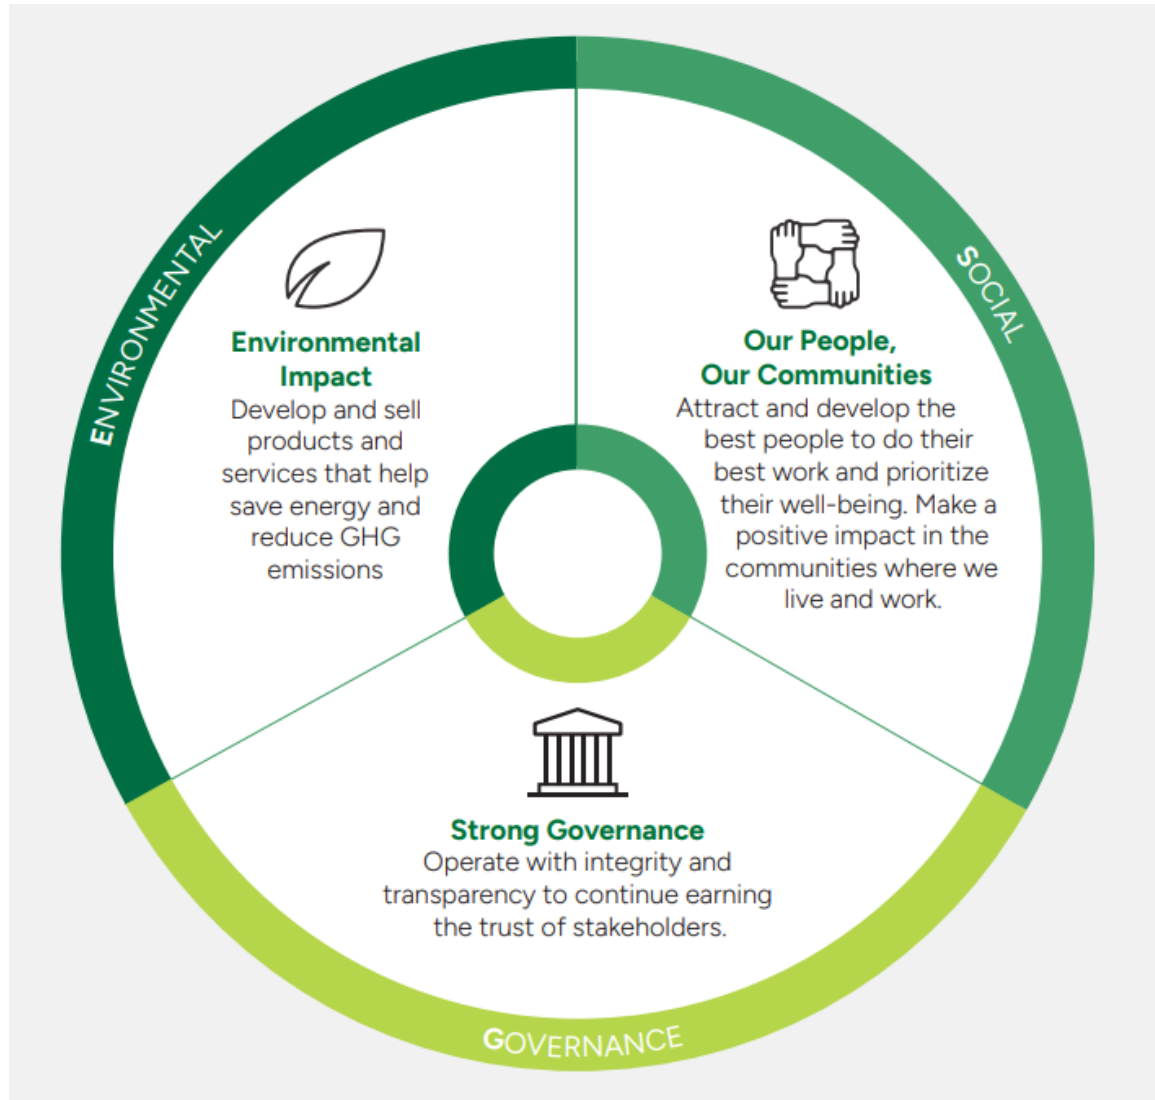 ENVIRONMENTAL
Environmental
Impact
Develop and sell
products and
services that help
save energy and
reduce GHG
emissions
SOCIAL
Our People,
Our Communities
Attract and develop the
best people to do their
best work and prioritize
their well-being. Make a
positive impact in the
communities where we
live and work.
Strong Governance
Operate with integrity and
transparency to continue earning
the trust of stakeholders.
GOVERNANCE